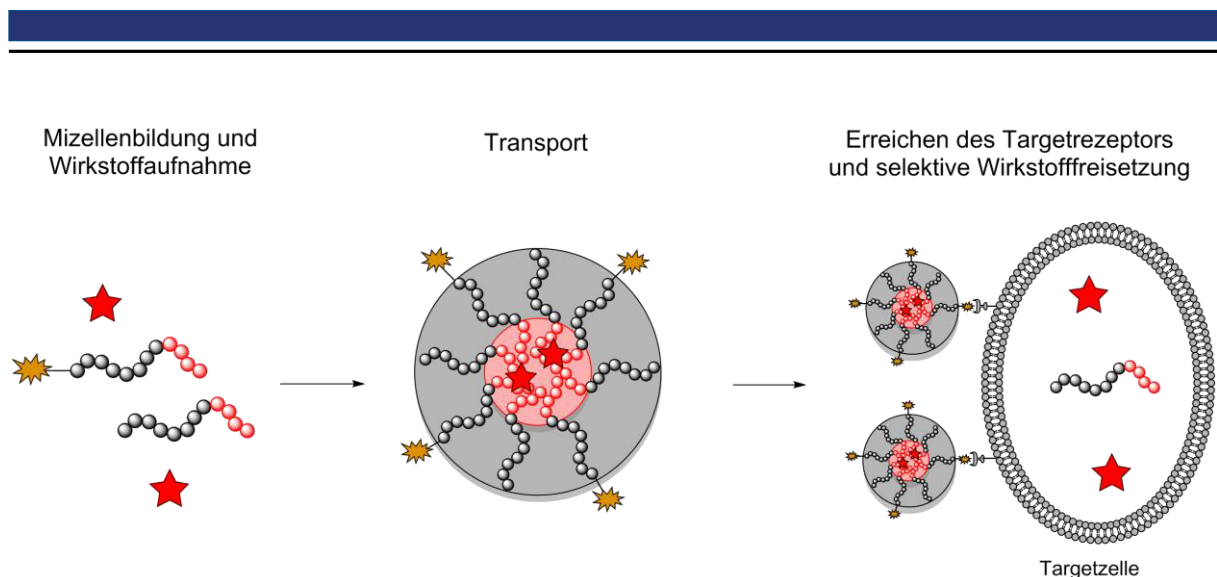 Mizellenbildung und
Wirkstoffaufnahme
Transport
Erreichen des Targetrezeptors
und selektive Wirkstofffreisetzung
Targetzelle